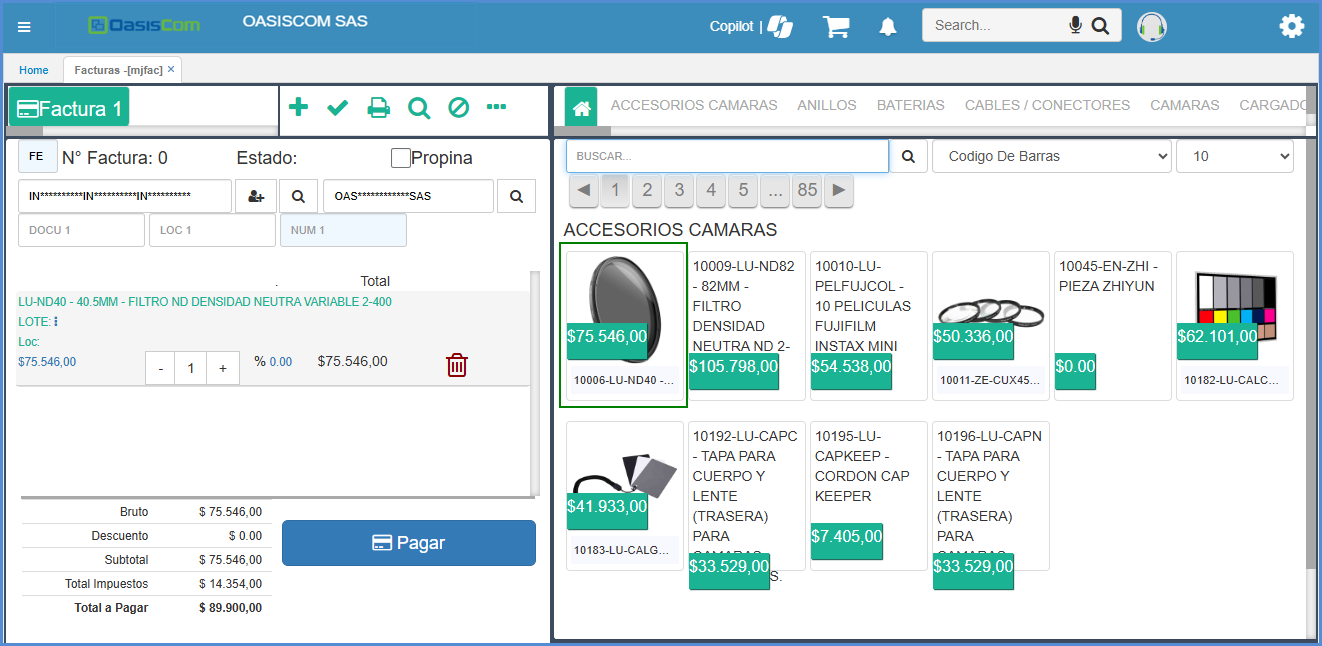 OasisCom
OASISCOM SAS
Copilot |
Search...
Home
Facturas -[mjfac] ×
Factura 1
ACCESORIOS CAMARAS
ANILLOS
BATERIAS
CABLES / CONECTORES
CAMARAS
CARGADO
FE
N° Factura: 0
Estado:
Propina
IN**********IN**********IN**********
OAS************SAS
DOCU 1
LOC 1
NUM 1
. Total
LU-ND40 - 40.5MM - FILTRO ND DENSIDAD NEUTRA VARIABLE 2-400
LOTE:
Loc:
$75.546,00
- 1 +
% 0.00
$75.546,00
Bruto $ 75.546,00
Descuento $ 0.00
Subtotal $ 75.546,00
Total Impuestos $ 14.354,00
Total a Pagar $ 89.900,00
Pagar
BUSCAR...
Codigo De Barras
10
◀ 1 2 3 4 5 ... 85 ▶
ACCESORIOS CAMARAS
$75.546,00
10006-LU-ND40 -...
10009-LU-ND82
- 82MM -
FILTRO
DENSIDAD
NEUTRA ND 2-
$105.798,00
10010-LU-
PELFUJCOL -
10 PELICULAS
FUJIFILM
INSTAX MINI
$54.538,00
$50.336,00
10011-ZE-CUX45...
10045-EN-ZHI -
PIEZA ZHIYUN
$0.00
$62.101,00
10182-LU-CALC...
$41.933,00
10183-LU-CALG...
10192-LU-CAPC
- TAPA PARA
CUERPO Y
LENTE
(TRASERA)
PARA
CAMARAS
$33.529,00
S.
10195-LU-
CAPKEEP -
CORDON CAP
KEEPER
$7.405,00
10196-LU-CAPN
- TAPA PARA
CUERPO Y
LENTE
(TRASERA)
PARA
CAMARAS
$33.529,00